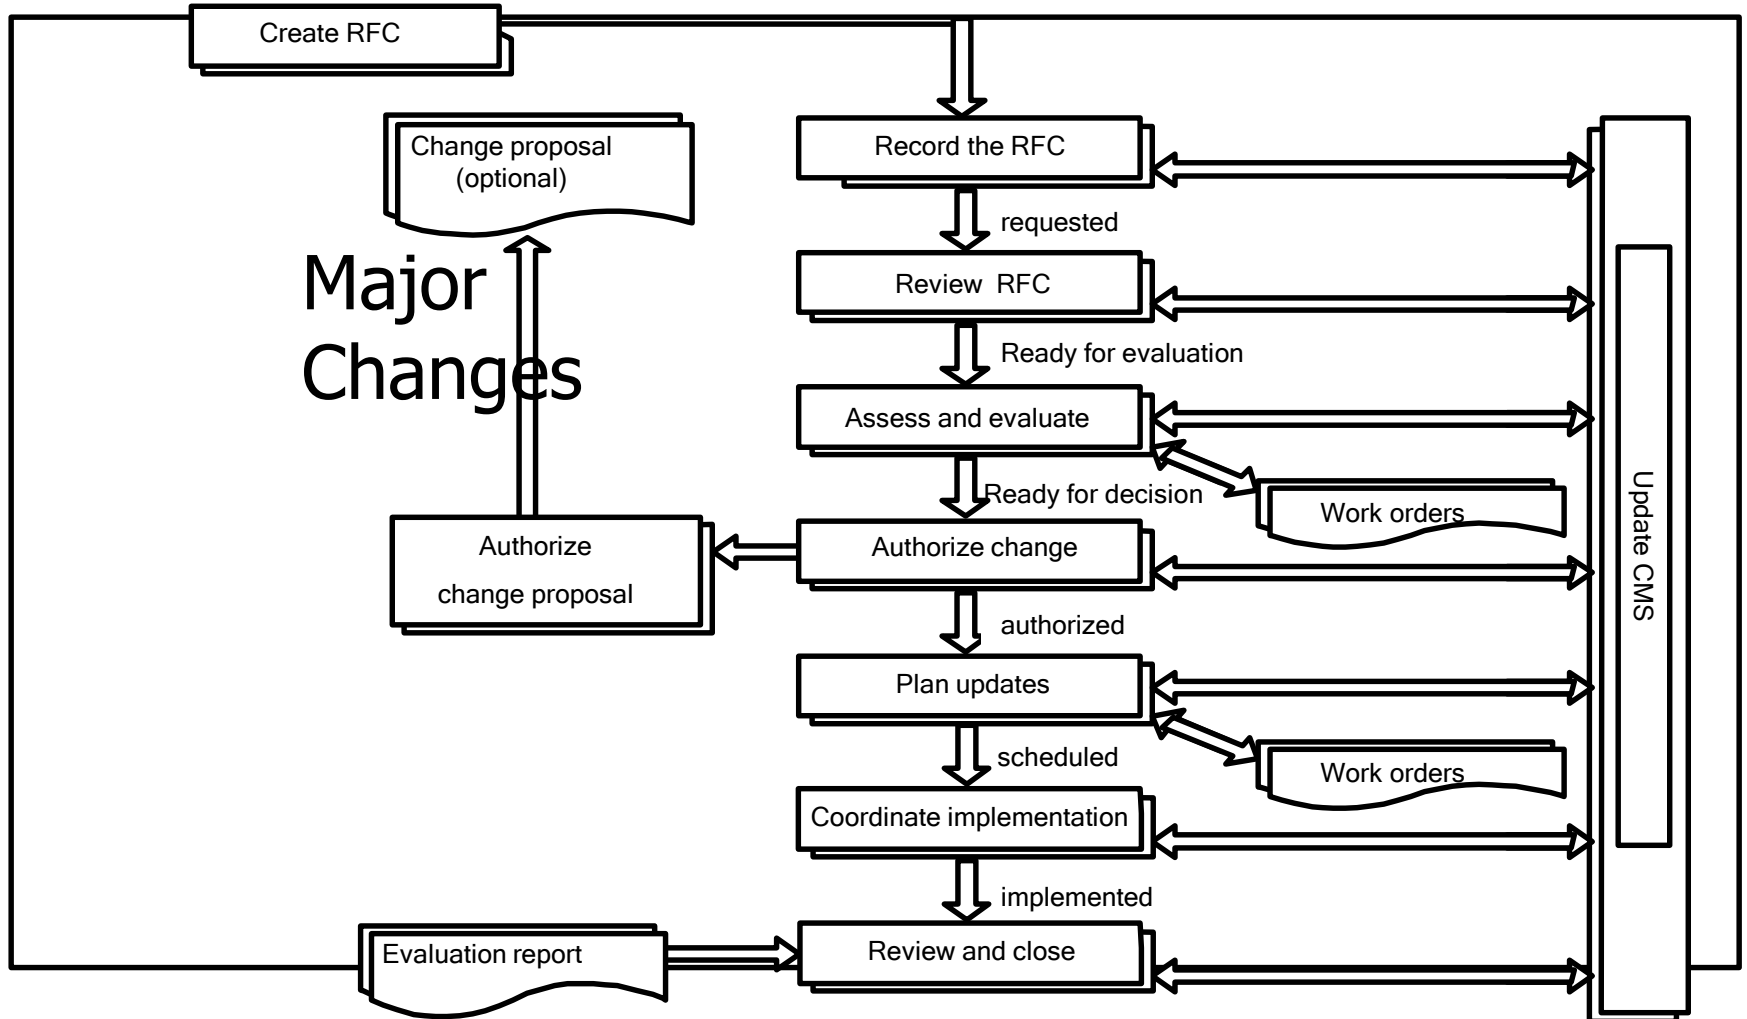 Create RFC
Record the RFC
Change proposal
(optional)
requested
Major
Changes
Review RFC
Ready for evaluation
Assess and evaluate
Ready for decision
Work orders
Update CMS
Authorize
change proposal
Authorize change
authorized
Plan updates
scheduled
Work orders
Coordinate implementation
implemented
Evaluation report
Review and close